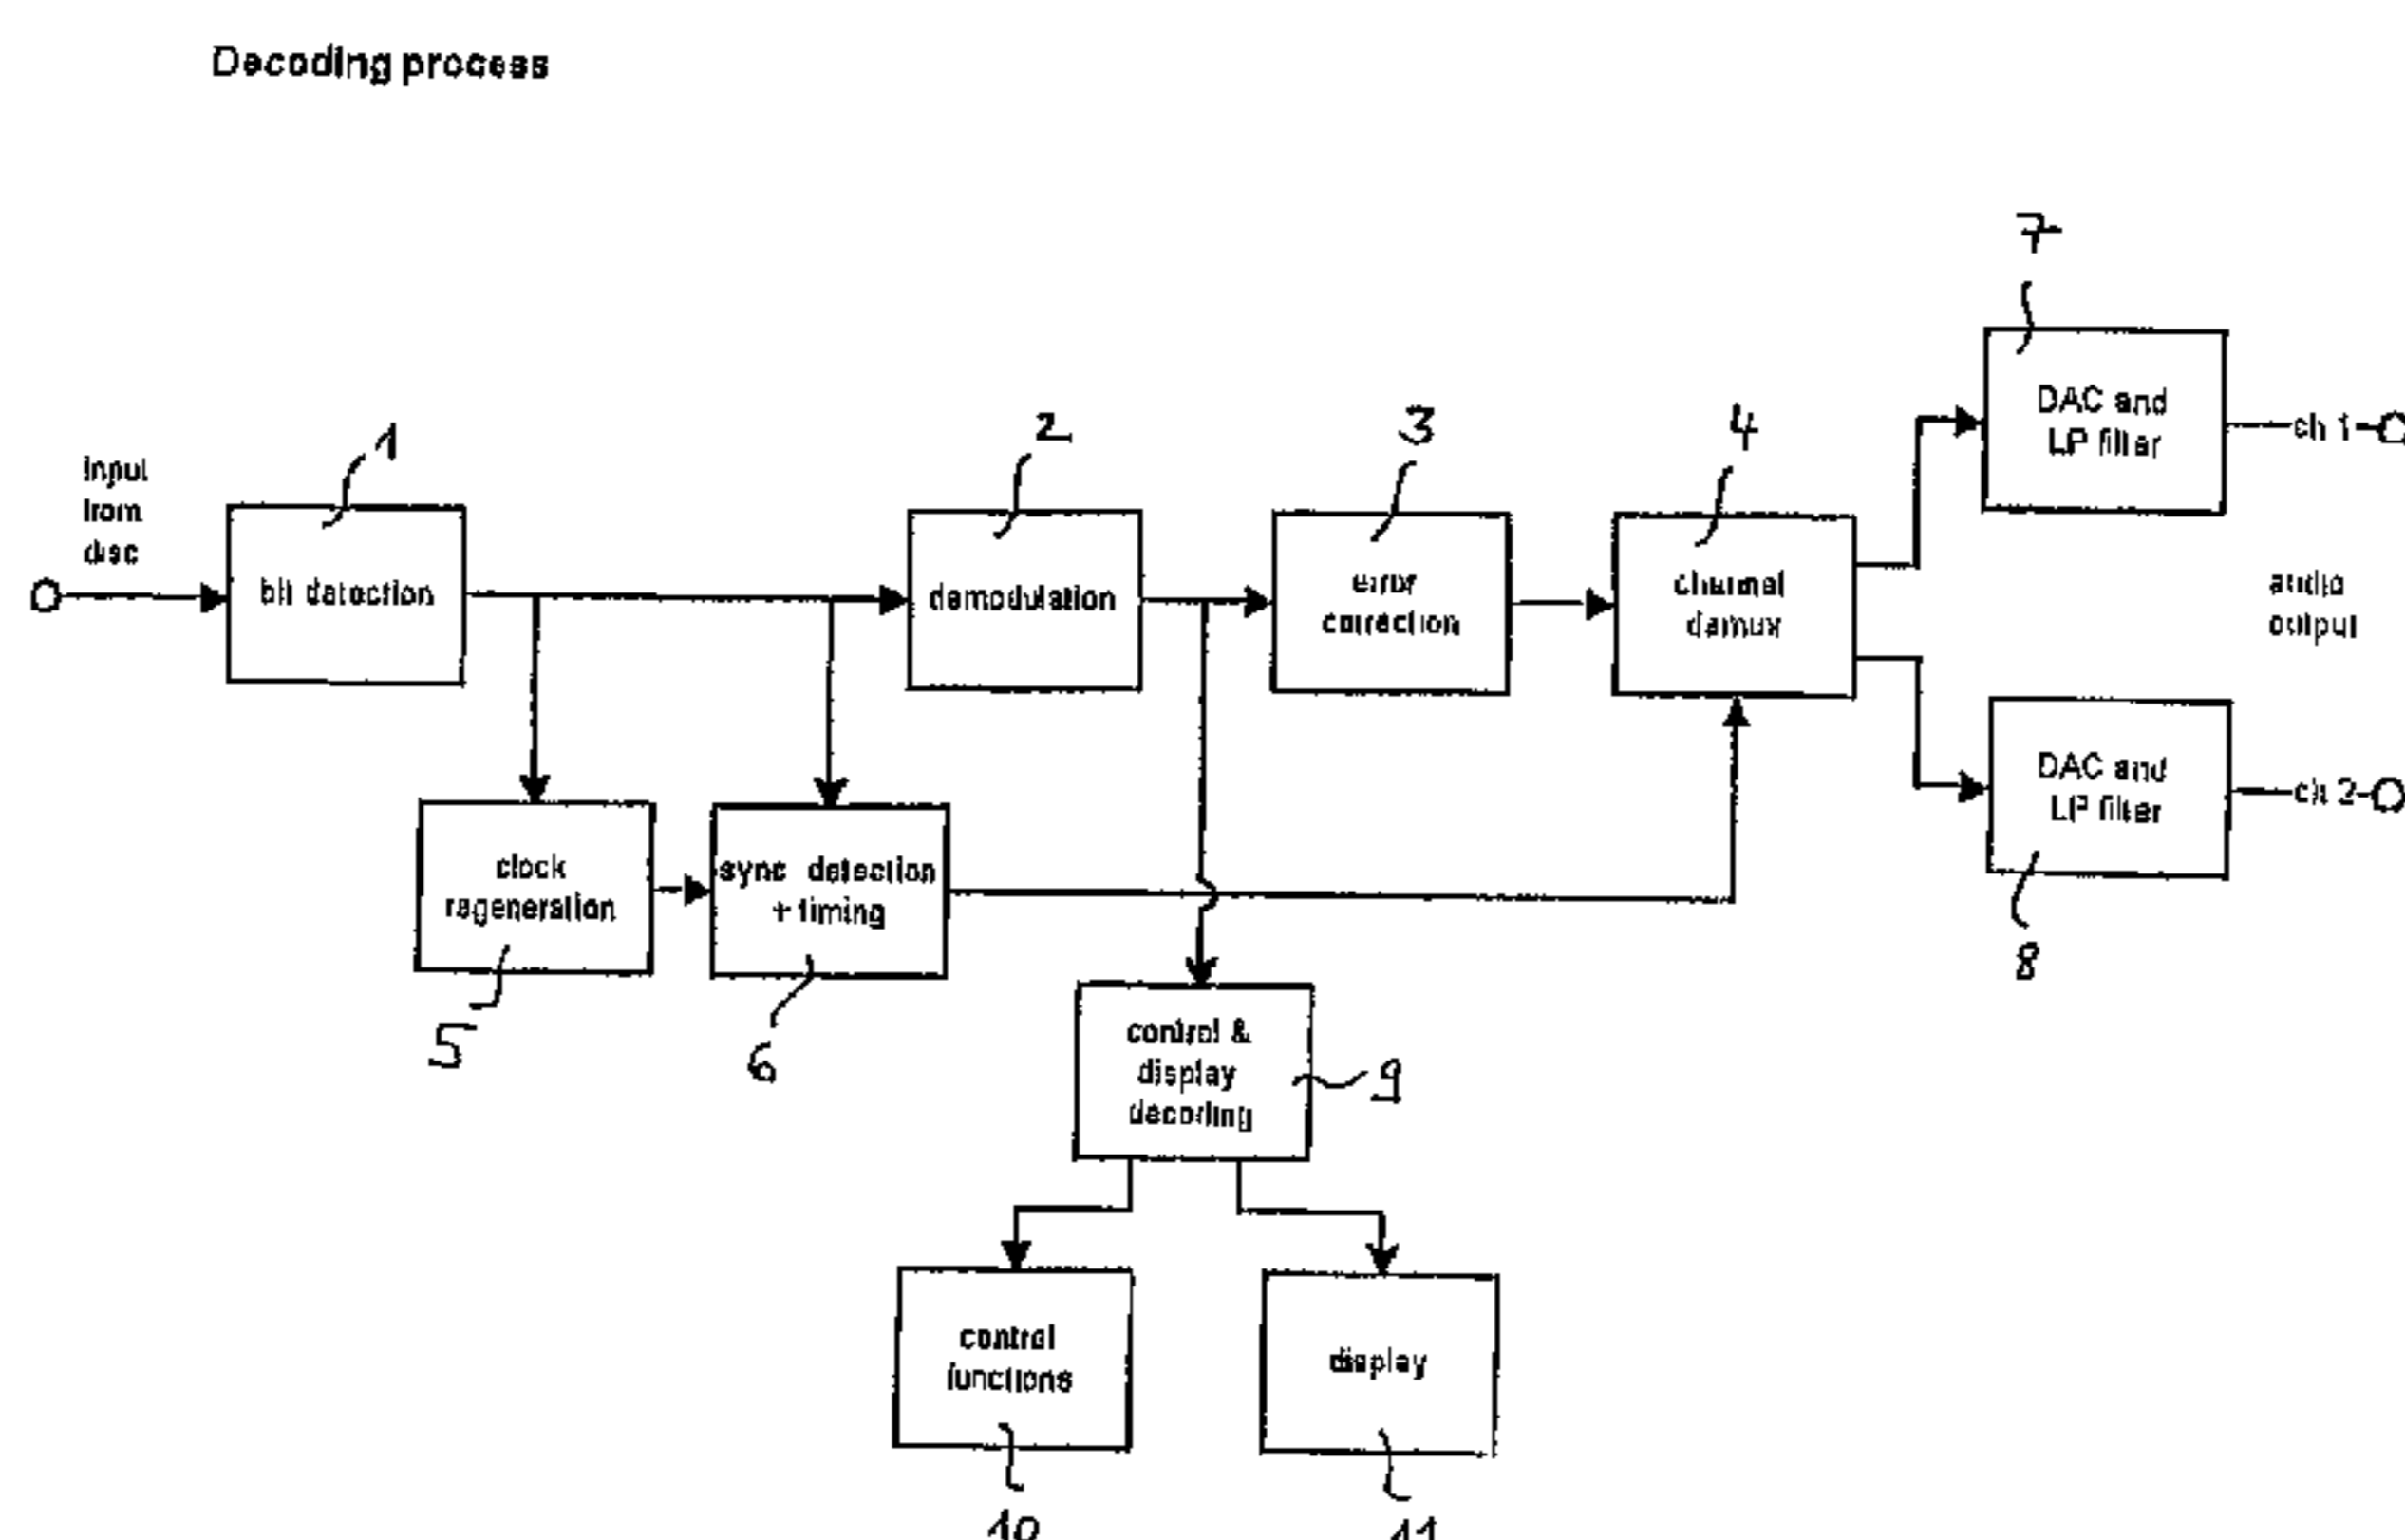 Decoding process
7
1
2
3
4
input
from
disc
bit detection
demodulation
error
correction
channel
demux
DAC and
LP filter
ch 1
audio
output
DAC and
LP filter
ch 2
8
clock
regeneration
sync detection
+ timing
5
6
control &
display
decoding
9
control
functions
display
10
11